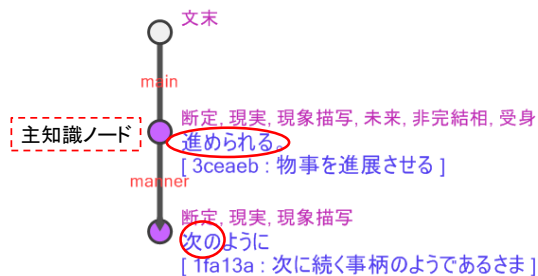 文末
main
断定, 現実, 現象描写, 未来, 非完結相, 受身
主知識ノード
進められる。
[ 3ceaeb : 物事を進展させる ]
manner
断定, 現実, 現象描写
次のように
[ 1fa13a : 次に続く事柄のようであるさま ]